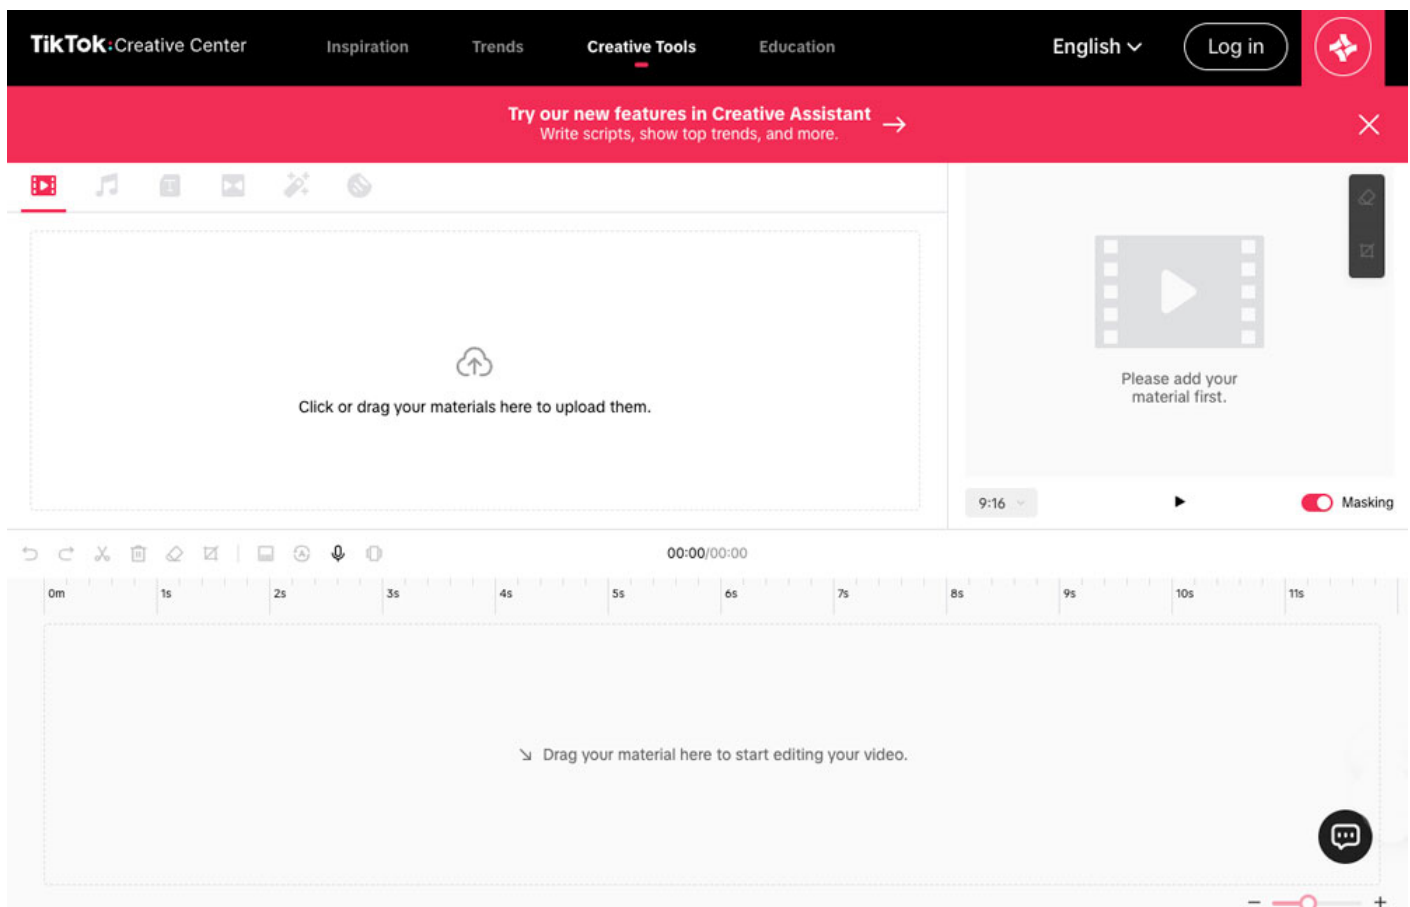 TikTok:Creative Center
Inspiration
Trends
Creative Tools
Education
English
Log in
Try our new features in Creative Assistant
Write scripts, show top trends, and more.
Click or drag your materials here to upload them.
Please add your
material first.
9:16
Masking
00:00/00:00
0m 1s 2s 3s 4s 5s 6s 7s 8s 9s 10s 11s
Drag your material here to start editing your video.